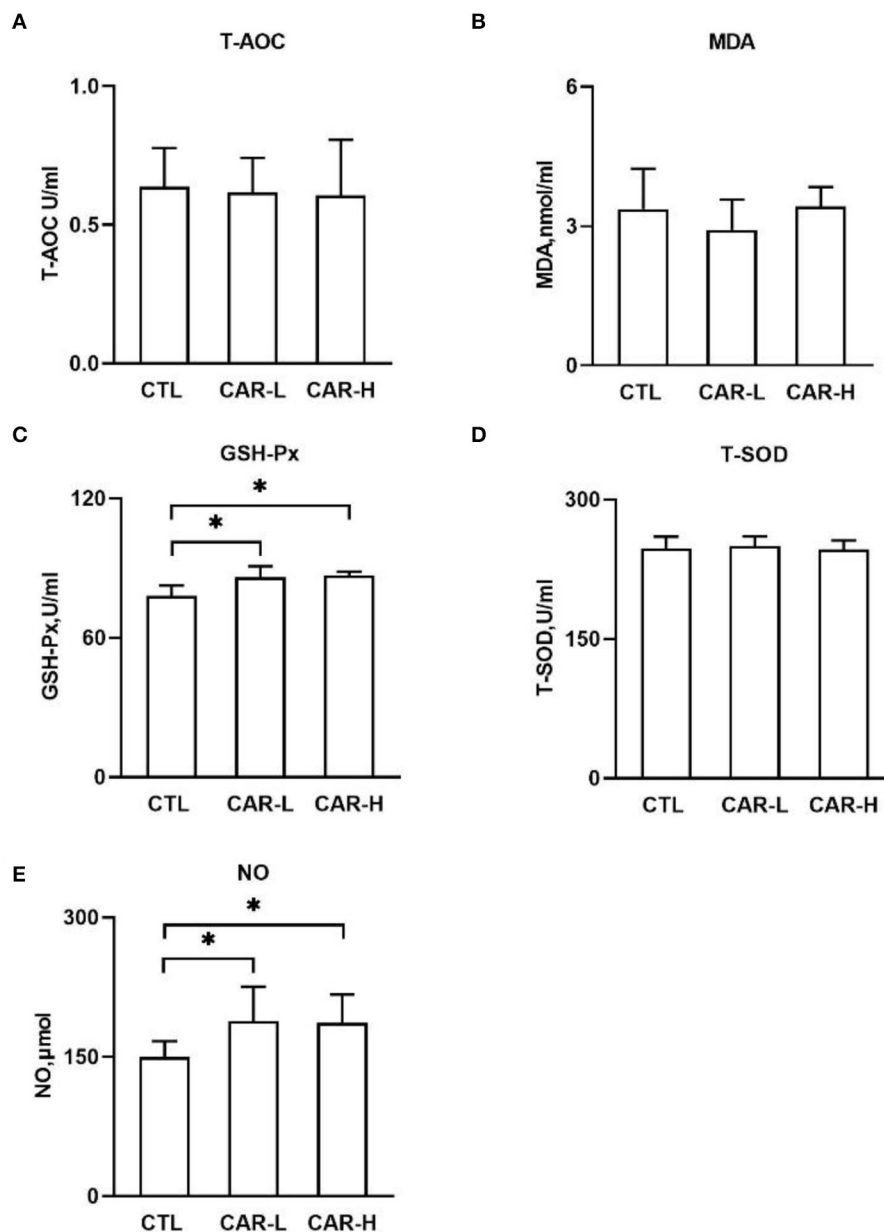 A
T-AOC
T-AOC U/ml
1.0
0.5
0.0
CTL CAR-L CAR-H
B
MDA
MDA,nmol/ml
6
3
0
CTL CAR-L CAR-H
C
GSH-Px
GSH-Px,U/ml
120
60
0
*
*
CTL CAR-L CAR-H
D
T-SOD
T-SOD,U/ml
300
150
0
CTL CAR-L CAR-H
E
NO
NO,µmol
300
150
0
*
*
CTL CAR-L CAR-H